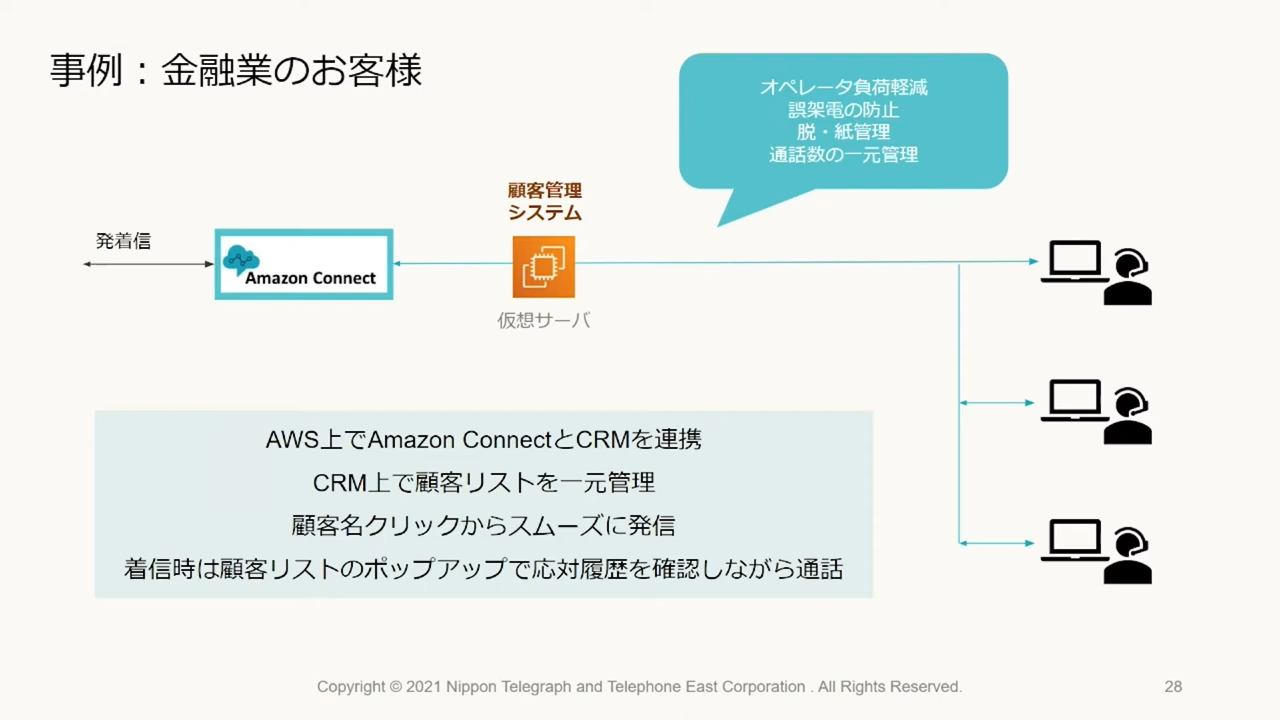 事例：金融業のお客様
オペレータ負荷軽減
誤架電の防止
脱・紙管理
通話数の一元管理
顧客管理
システム
発着信
Amazon Connect
仮想サーバ
AWS上でAmazon ConnectとCRMを連携
CRM上で顧客リストを一元管理
顧客名クリックからスムーズに発信
着信時は顧客リストのポップアップで応対履歴を確認しながら通話
Copyright © 2021 Nippon Telegraph and Telephone East Corporation . All Rights Reserved.
28